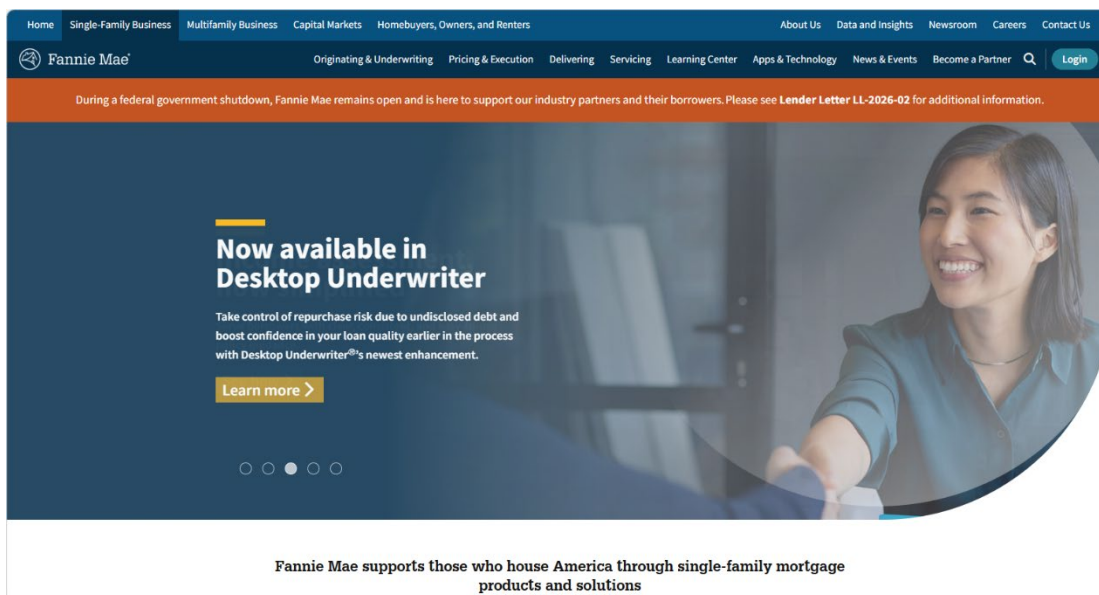 Home Single-Family Business Multifamily Business Capital Markets Homebuyers, Owners, and Renters About Us Data and Insights Newsroom Careers Contact Us
Fannie Mae® Originating & Underwriting Pricing & Execution Delivering Servicing Learning Center Apps & Technology News & Events Become a Partner Login
During a federal government shutdown, Fannie Mae remains open and is here to support our industry partners and their borrowers. Please see Lender Letter LL-2026-02 for additional information.
Now available in
Desktop Underwriter
Take control of repurchase risk due to undisclosed debt and
boost confidence in your loan quality earlier in the process
with Desktop Underwriter®'s newest enhancement.
Learn more >
Fannie Mae supports those who house America through single-family mortgage
products and solutions